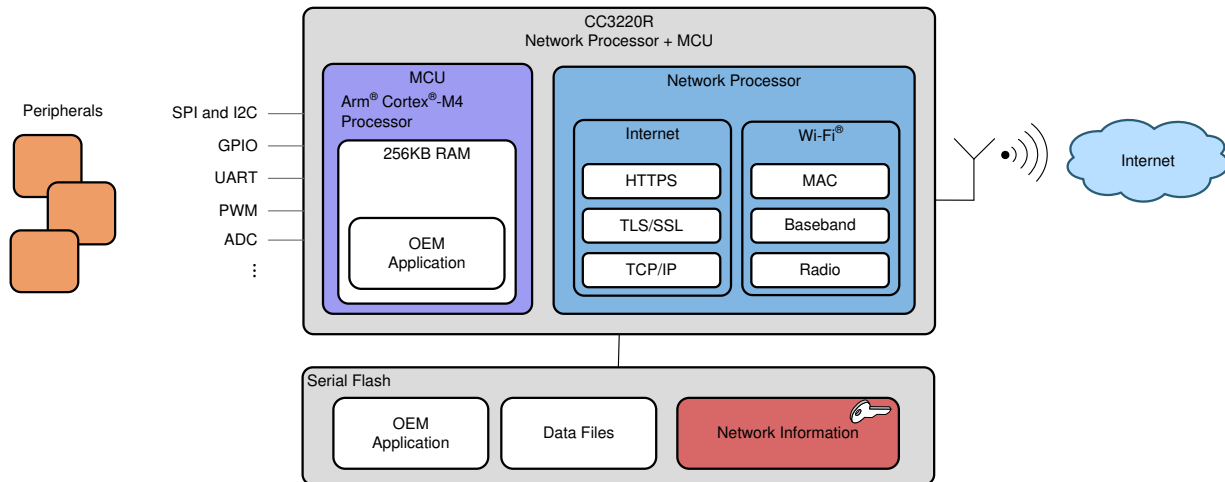 CC3220R
Network Processor + MCU
MCU
Arm® Cortex®-M4
Processor
256KB RAM
OEM
Application
Network Processor
Internet
HTTPS
TLS/SSL
TCP/IP
Wi-Fi®
MAC
Baseband
Radio
Peripherals
SPI and I2C
GPIO
UART
PWM
ADC
⋮
Internet
Serial Flash
OEM
Application
Data Files
Network Information